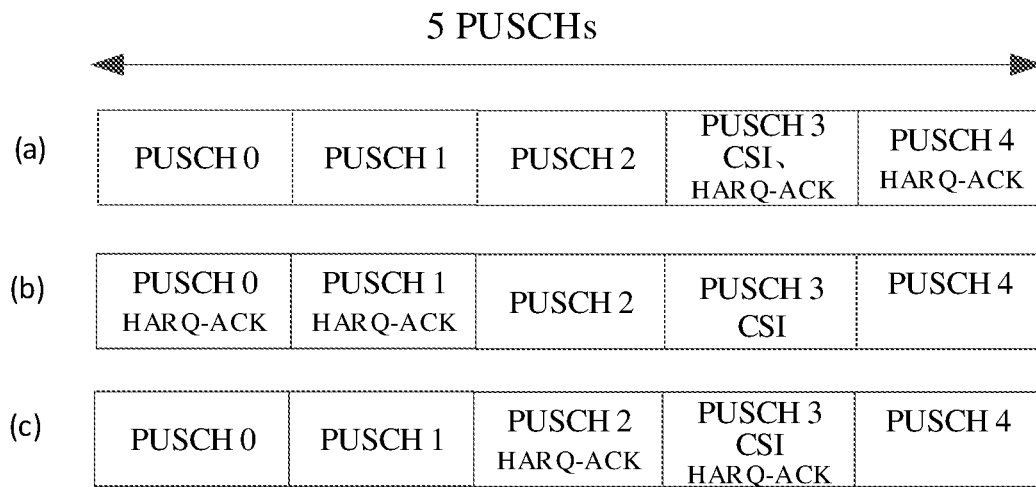 5 PUSCHs
(a)
PUSCH 0
PUSCH 1
PUSCH 2
PUSCH 3
CSI、
HARQ-ACK
PUSCH 4
HARQ-ACK
(b)
PUSCH 0
HARQ-ACK
PUSCH 1
HARQ-ACK
PUSCH 2
PUSCH 3
CSI
PUSCH 4
(c)
PUSCH 0
PUSCH 1
PUSCH 2
HARQ-ACK
PUSCH 3
CSI
HARQ-ACK
PUSCH 4